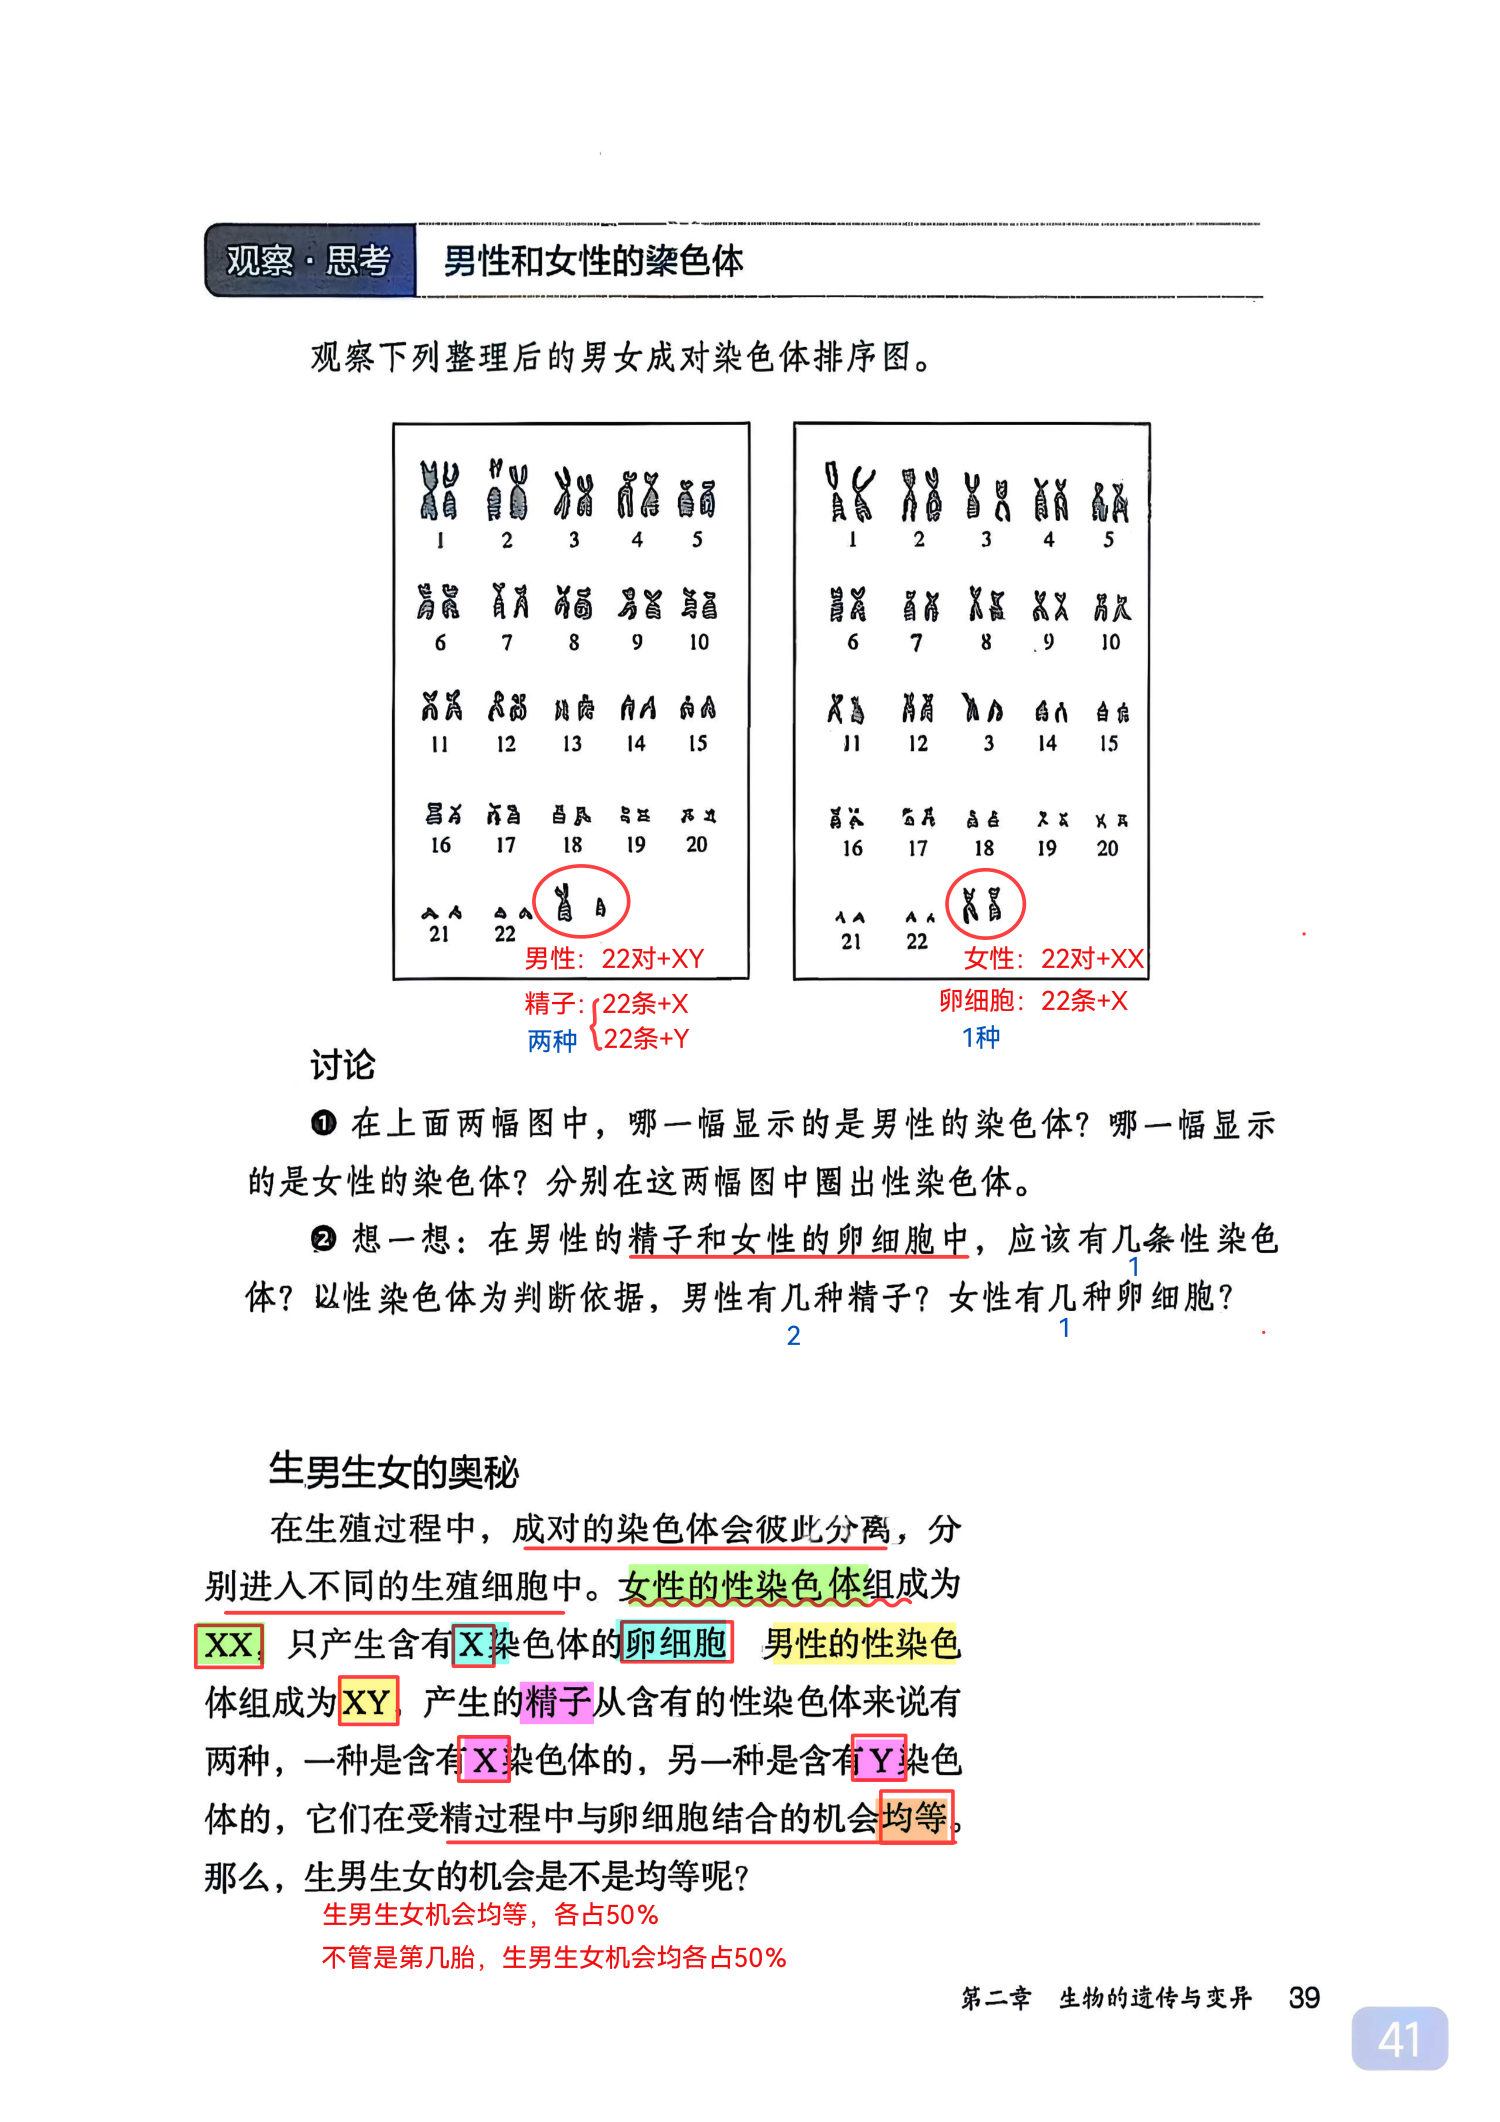 观察·思考 男性和女性的染色体
观察下列整理后的男女成对染色体排序图。
1 2 3 4 5
6 7 8 9 10
11 12 13 14 15
16 17 18 19 20
21 22
男性：22对+XY
精子：22条+X
两种 22条+Y
1 2 3 4 5
6 7 8 9 10
11 12 3 14 15
16 17 18 19 20
21 22
女性：22对+XX
卵细胞：22条+X
1种
讨论
❶ 在上面两幅图中，哪一幅显示的是男性的染色体？哪一幅显示
的是女性的染色体？分别在这两幅图中圈出性染色体。
❷ 想一想：在男性的精子和女性的卵细胞中，应该有几条性染色
1
体？以性染色体为判断依据，男性有几种精子？女性有几种卵细胞？
2 1
生男生女的奥秘
在生殖过程中，成对的染色体会彼此分离，分
别进入不同的生殖细胞中。女性的性染色体组成为
XX，只产生含有X染色体的卵细胞 男性的性染色
体组成为XY，产生的精子从含有的性染色体来说有
两种，一种是含有X染色体的，另一种是含有Y染色
体的，它们在受精过程中与卵细胞结合的机会均等。
那么，生男生女的机会是不是均等呢？
生男生女机会均等，各占50%
不管是第几胎，生男生女机会均各占50%
第二章 生物的遗传与变异 39
41